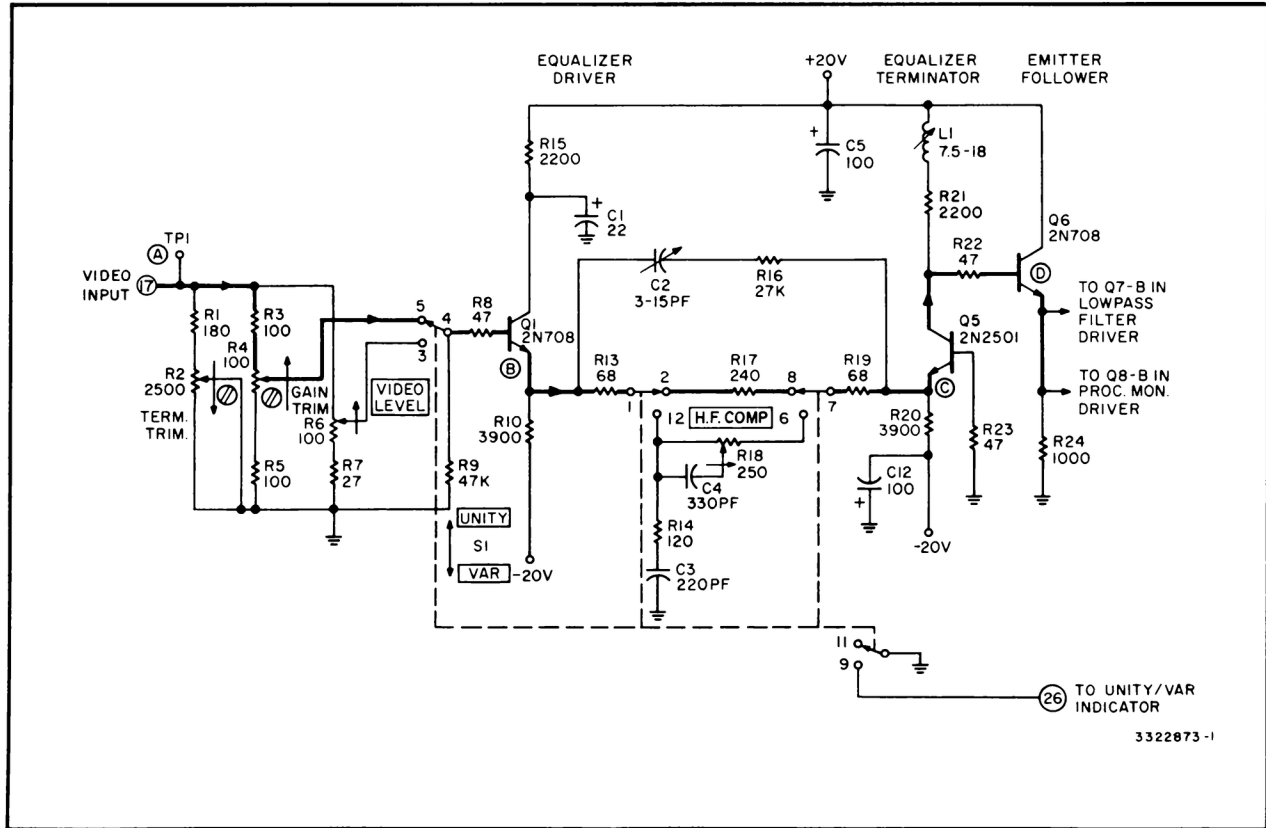 EQUALIZER
DRIVER
+20V
EQUALIZER
TERMINATOR
EMITTER
FOLLOWER
R15
2200
+
C1
22
+
C5
100
L1
7.5-18
R21
2200
Q6
2N708
R22
47
D
TO Q7-B IN
LOWPASS
FILTER
DRIVER
TO Q8-B IN
PROC. MON.
DRIVER
R24
1000
A
TP1
VIDEO
INPUT
17
R1
180
R3
100
R4
100
R2
2500
TERM.
TRIM.
GAIN
TRIM
R6
100
R5
100
R7
27
5
4
3
VIDEO
LEVEL
R8
47
Q1
2N708
B
R9
47K
R10
3900
UNITY
S1
VAR
-20V
C2
3-15PF
R16
27K
R13
68
1
2
R17
240
8
7
R19
68
12
H.F. COMP
6
R18
250
C4
330PF
R14
120
C3
220PF
Q5
2N2501
C
R20
3900
R23
47
C12
100
+
-20V
11
9
26
TO UNITY/VAR
INDICATOR
3322873-1